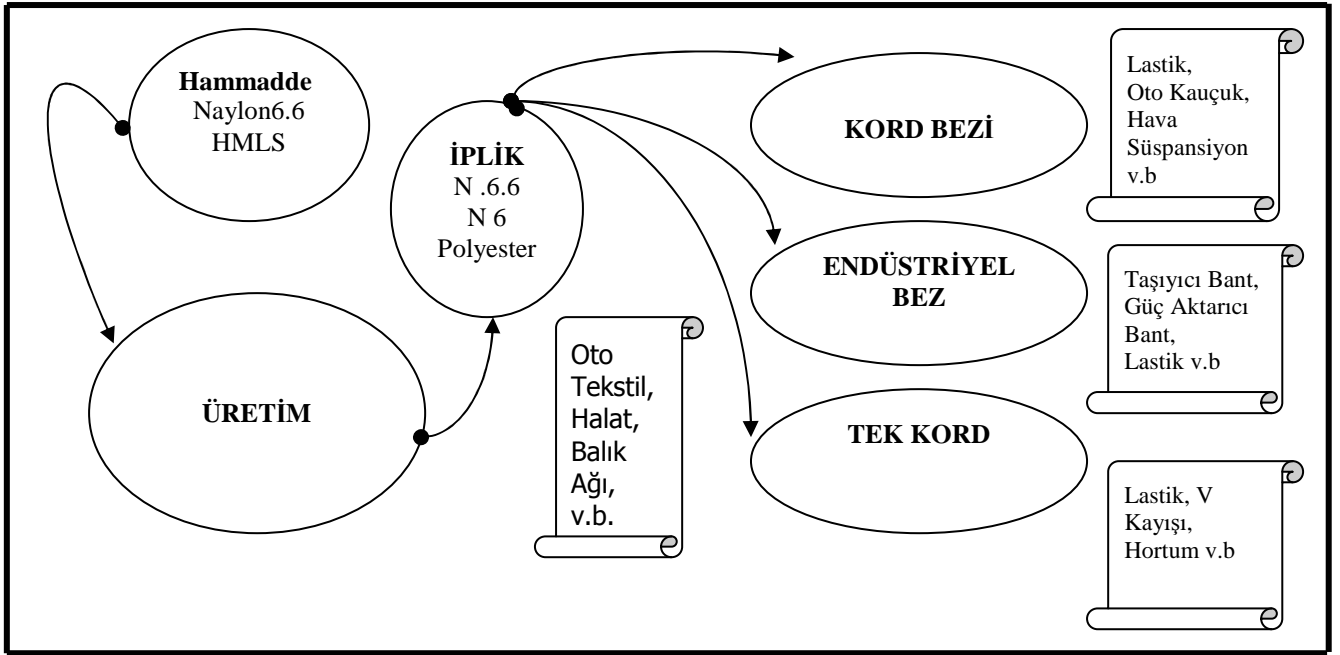 Hammadde
Naylon6.6
HMLS
ÜRETİM
İPLİK
N .6.6
N 6
Polyester
Oto
Tekstil,
Halat,
Balık
Ağı,
v.b.
KORD BEZİ
Lastik,
Oto Kauçuk,
Hava
Süspansiyon
v.b
ENDÜSTRİYEL
BEZ
Taşıyıcı Bant,
Güç Aktarıcı
Bant,
Lastik v.b
TEK KORD
Lastik, V
Kayışı,
Hortum v.b